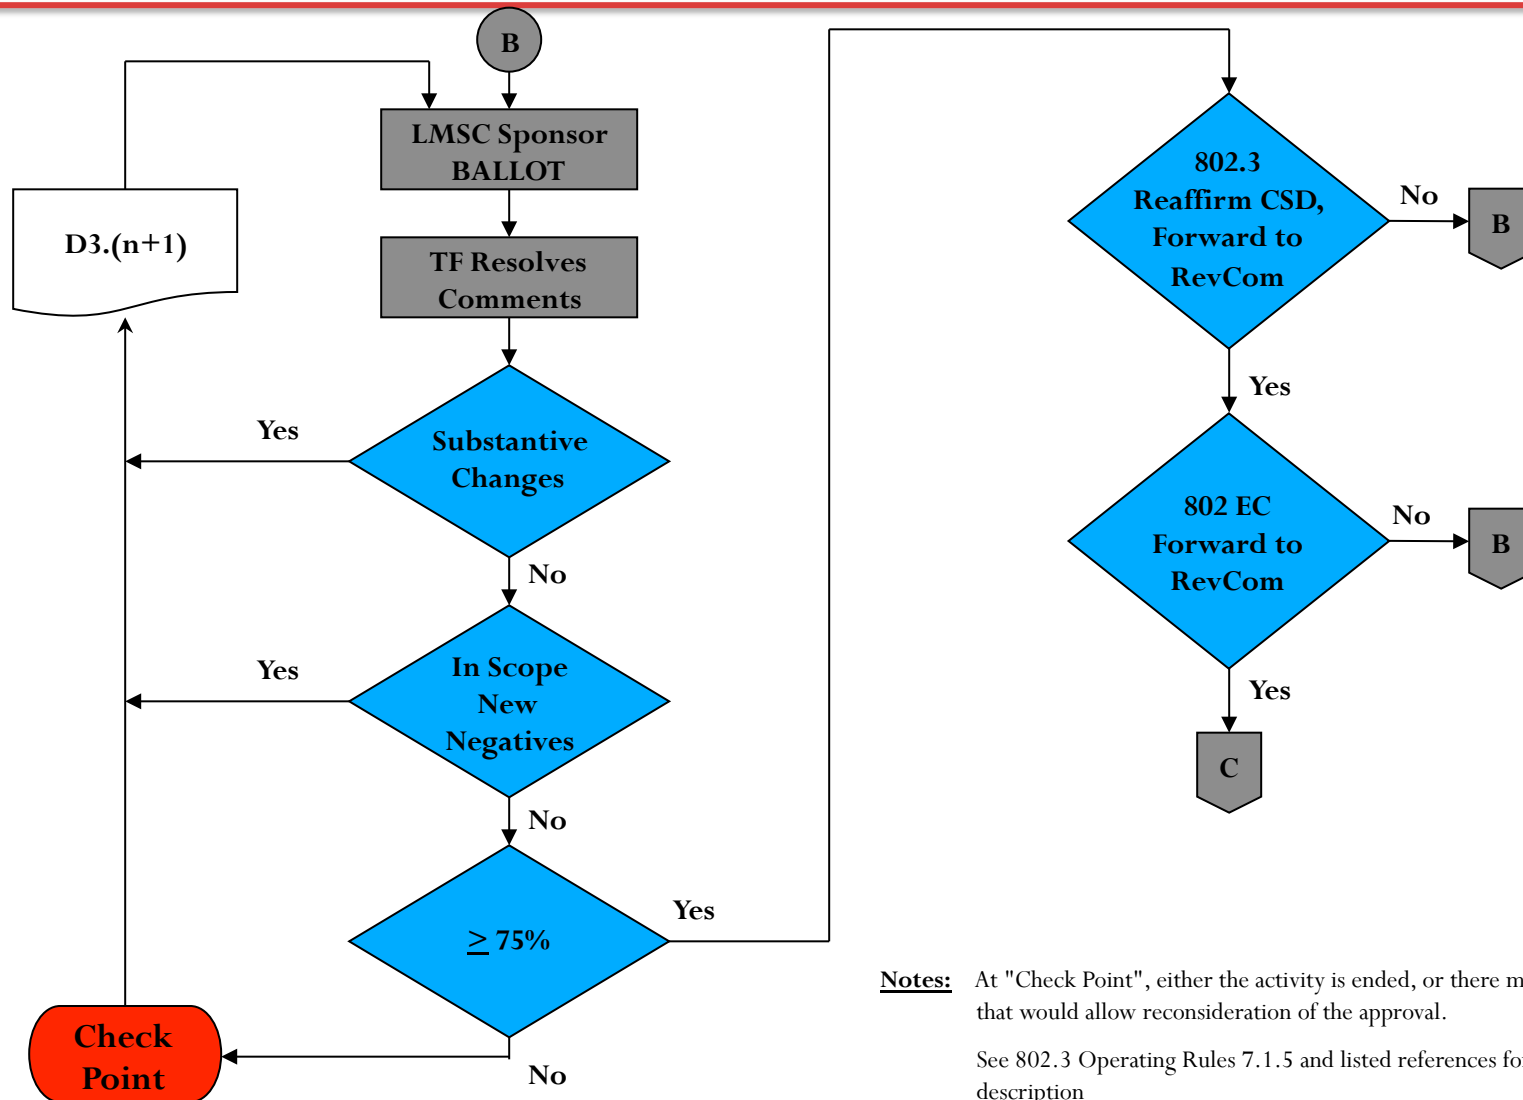 B
LMSC Sponsor
BALLOT
D3.(n+1)
TF Resolves
Comments
Substantive
Changes
Yes
No
In Scope
New
Negatives
Yes
No
≥ 75%
Yes
No
Check
Point
802.3
Reaffirm CSD,
Forward to
RevCom
No
B
Yes
802 EC
Forward to
RevCom
No
B
Yes
C
Notes: At "Check Point", either the activity is ended, or there m
that would allow reconsideration of the approval.
See 802.3 Operating Rules 7.1.5 and listed references for
description